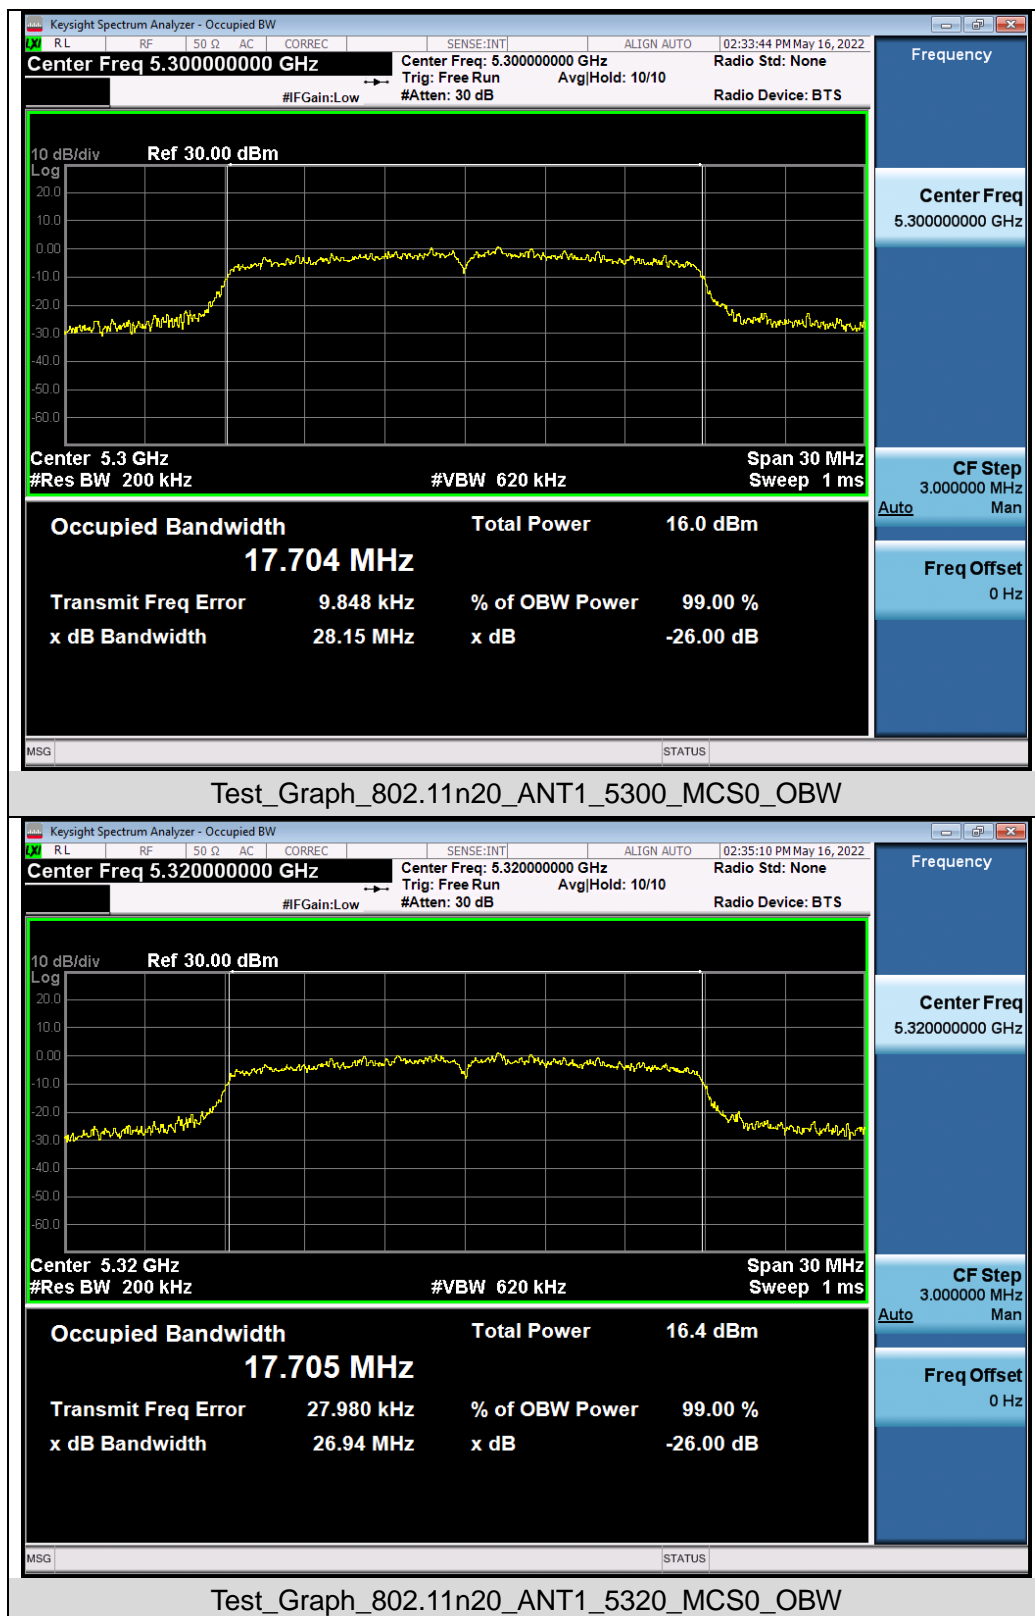 Keysight Spectrum Analyzer - Occupied BW
LXI RL RF 50 Ω AC CORREC SENSE:INT ALIGN AUTO 02:33:44 PM May 16, 2022
Center Freq 5.300000000 GHz
Center Freq: 5.300000000 GHz Radio Std: None
Trig: Free Run Avg|Hold: 10/10
#IFGain:Low #Atten: 30 dB Radio Device: BTS
Frequency
10 dB/div Ref 30.00 dBm
Log
20.0
10.0
0.00
-10.0
-20.0
-30.0
-40.0
-50.0
-60.0
Center 5.3 GHz Span 30 MHz
#Res BW 200 kHz #VBW 620 kHz Sweep 1 ms
Center Freq
5.300000000 GHz
CF Step
3.000000 MHz
Auto Man
Freq Offset
0 Hz
Occupied Bandwidth Total Power 16.0 dBm
17.704 MHz
Transmit Freq Error 9.848 kHz % of OBW Power 99.00 %
x dB Bandwidth 28.15 MHz x dB -26.00 dB
MSG STATUS
Test_Graph_802.11n20_ANT1_5300_MCS0_OBW
Keysight Spectrum Analyzer - Occupied BW
LXI RL RF 50 Ω AC CORREC SENSE:INT ALIGN AUTO 02:35:10 PM May 16, 2022
Center Freq 5.320000000 GHz
Center Freq: 5.320000000 GHz Radio Std: None
Trig: Free Run Avg|Hold: 10/10
#IFGain:Low #Atten: 30 dB Radio Device: BTS
Frequency
10 dB/div Ref 30.00 dBm
Log
20.0
10.0
0.00
-10.0
-20.0
-30.0
-40.0
-50.0
-60.0
Center 5.32 GHz Span 30 MHz
#Res BW 200 kHz #VBW 620 kHz Sweep 1 ms
Center Freq
5.320000000 GHz
CF Step
3.000000 MHz
Auto Man
Freq Offset
0 Hz
Occupied Bandwidth Total Power 16.4 dBm
17.705 MHz
Transmit Freq Error 27.980 kHz % of OBW Power 99.00 %
x dB Bandwidth 26.94 MHz x dB -26.00 dB
MSG STATUS
Test_Graph_802.11n20_ANT1_5320_MCS0_OBW